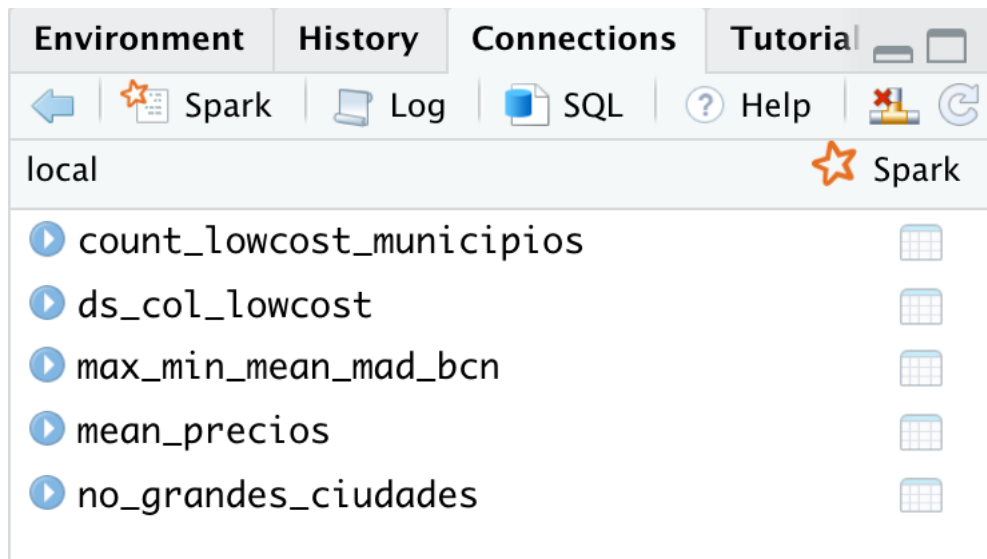 Environment History Connections Tutorial
Spark Log SQL ? Help
local Spark
count_lowcost_municipios
ds_col_lowcost
max_min_mean_mad_bcn
mean_precios
no_grandes_ciudades